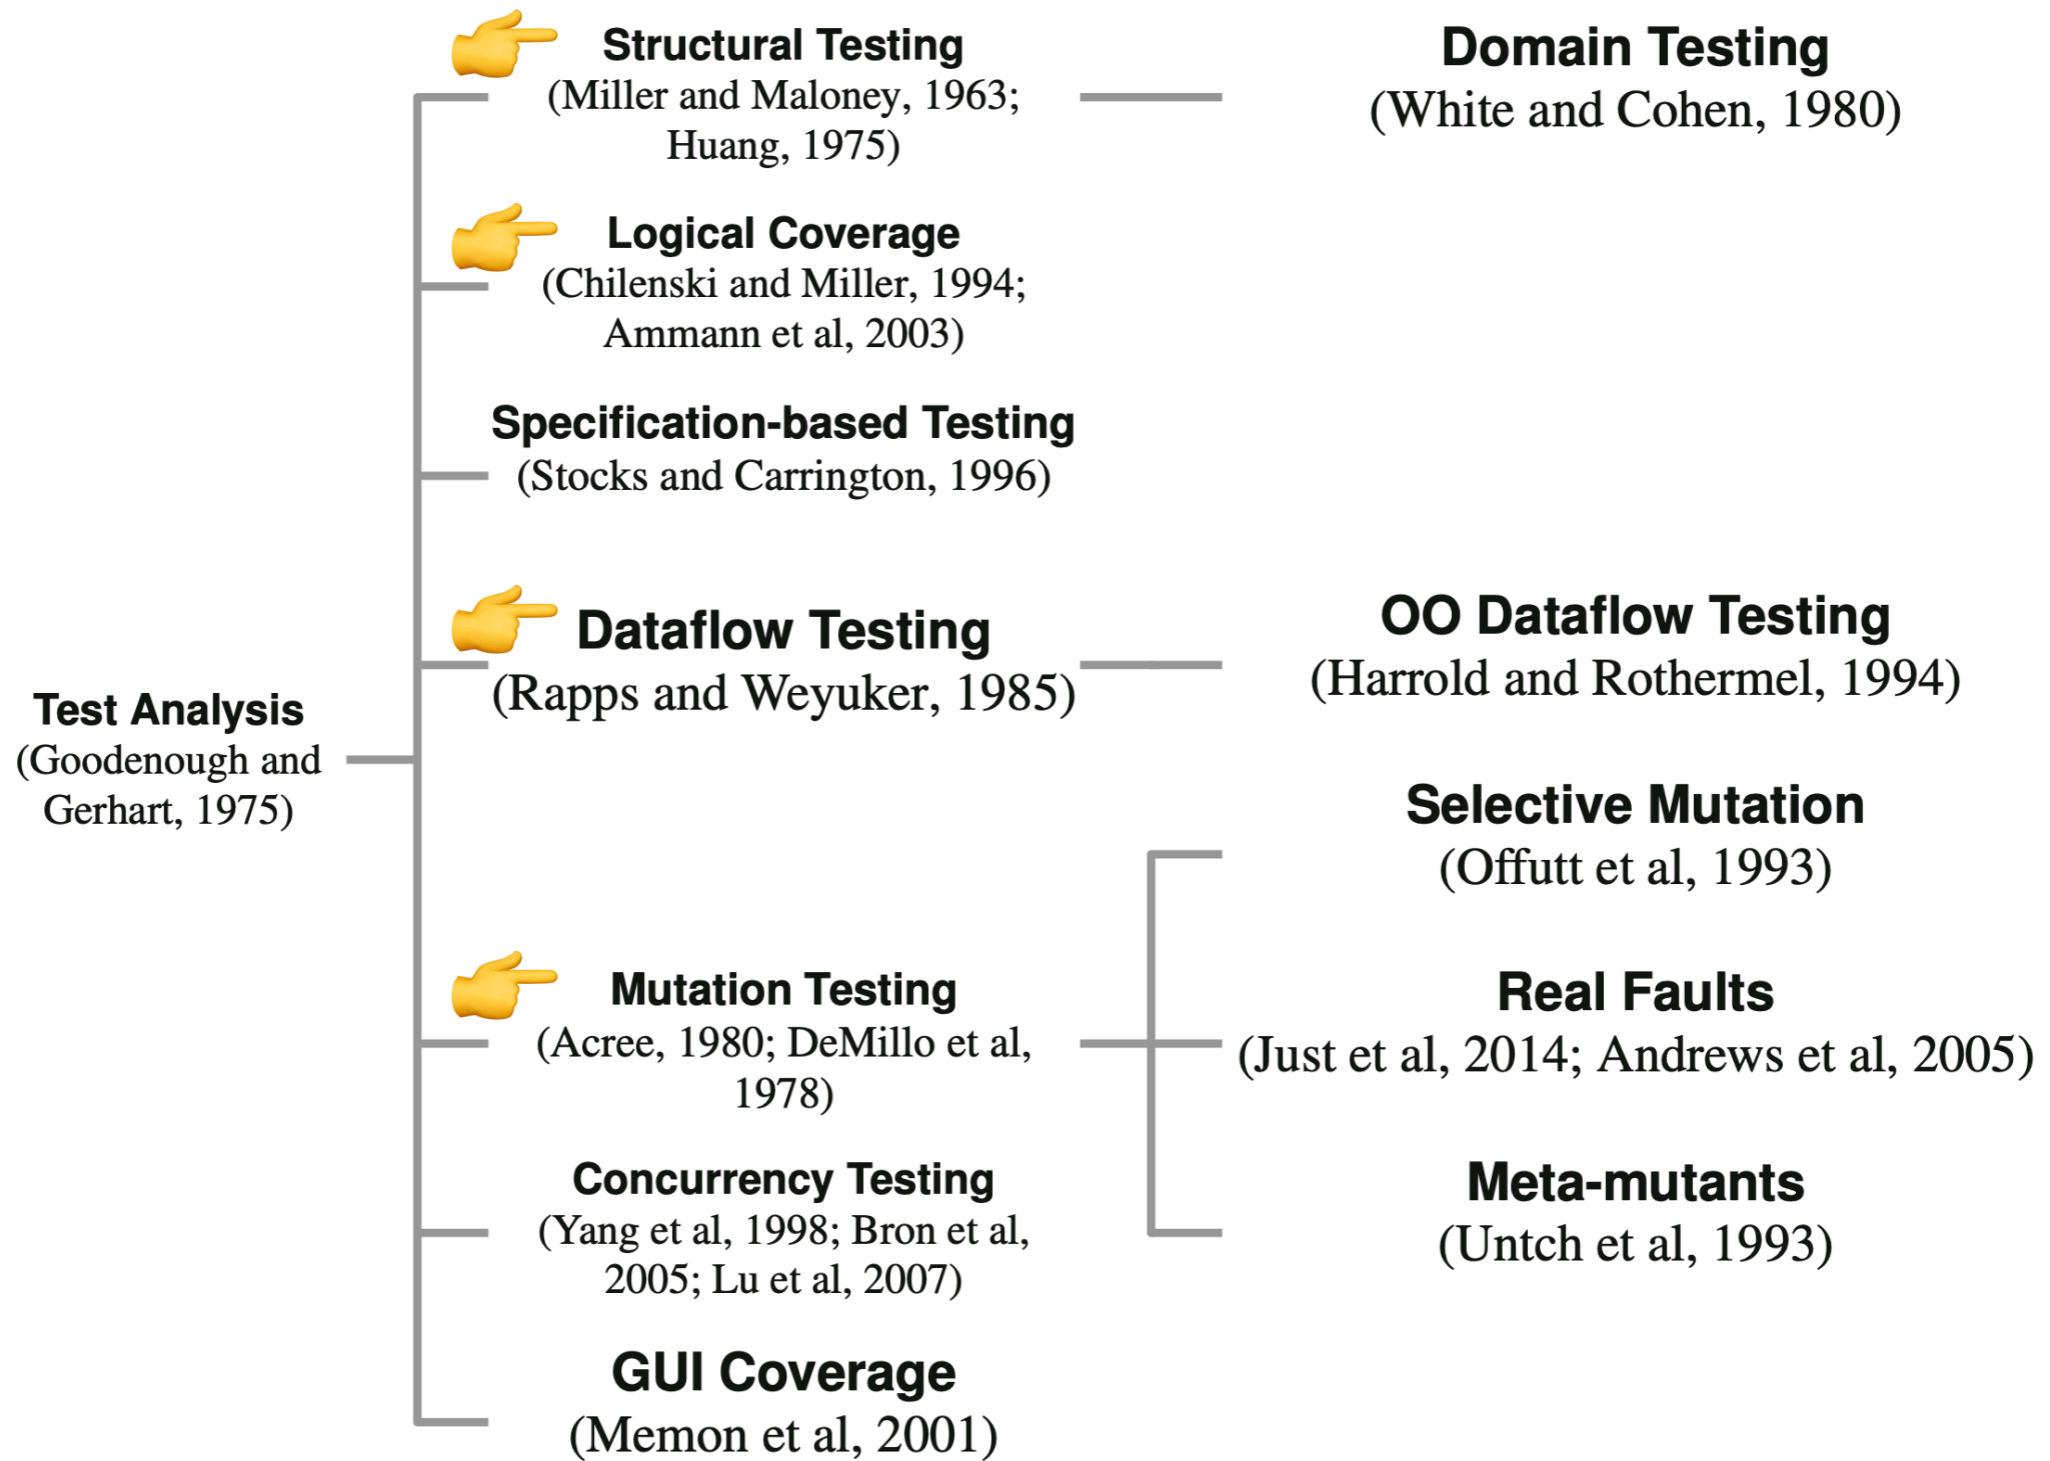 Test Analysis
(Goodenough and
Gerhart, 1975)
Structural Testing
(Miller and Maloney, 1963;
Huang, 1975)
Domain Testing
(White and Cohen, 1980)
Logical Coverage
(Chilenski and Miller, 1994;
Ammann et al, 2003)
Specification-based Testing
(Stocks and Carrington, 1996)
Dataflow Testing
(Rapps and Weyuker, 1985)
OO Dataflow Testing
(Harrold and Rothermel, 1994)
Mutation Testing
(Acree, 1980; DeMillo et al,
1978)
Selective Mutation
(Offutt et al, 1993)
Real Faults
(Just et al, 2014; Andrews et al, 2005)
Meta-mutants
(Untch et al, 1993)
Concurrency Testing
(Yang et al, 1998; Bron et al,
2005; Lu et al, 2007)
GUI Coverage
(Memon et al, 2001)